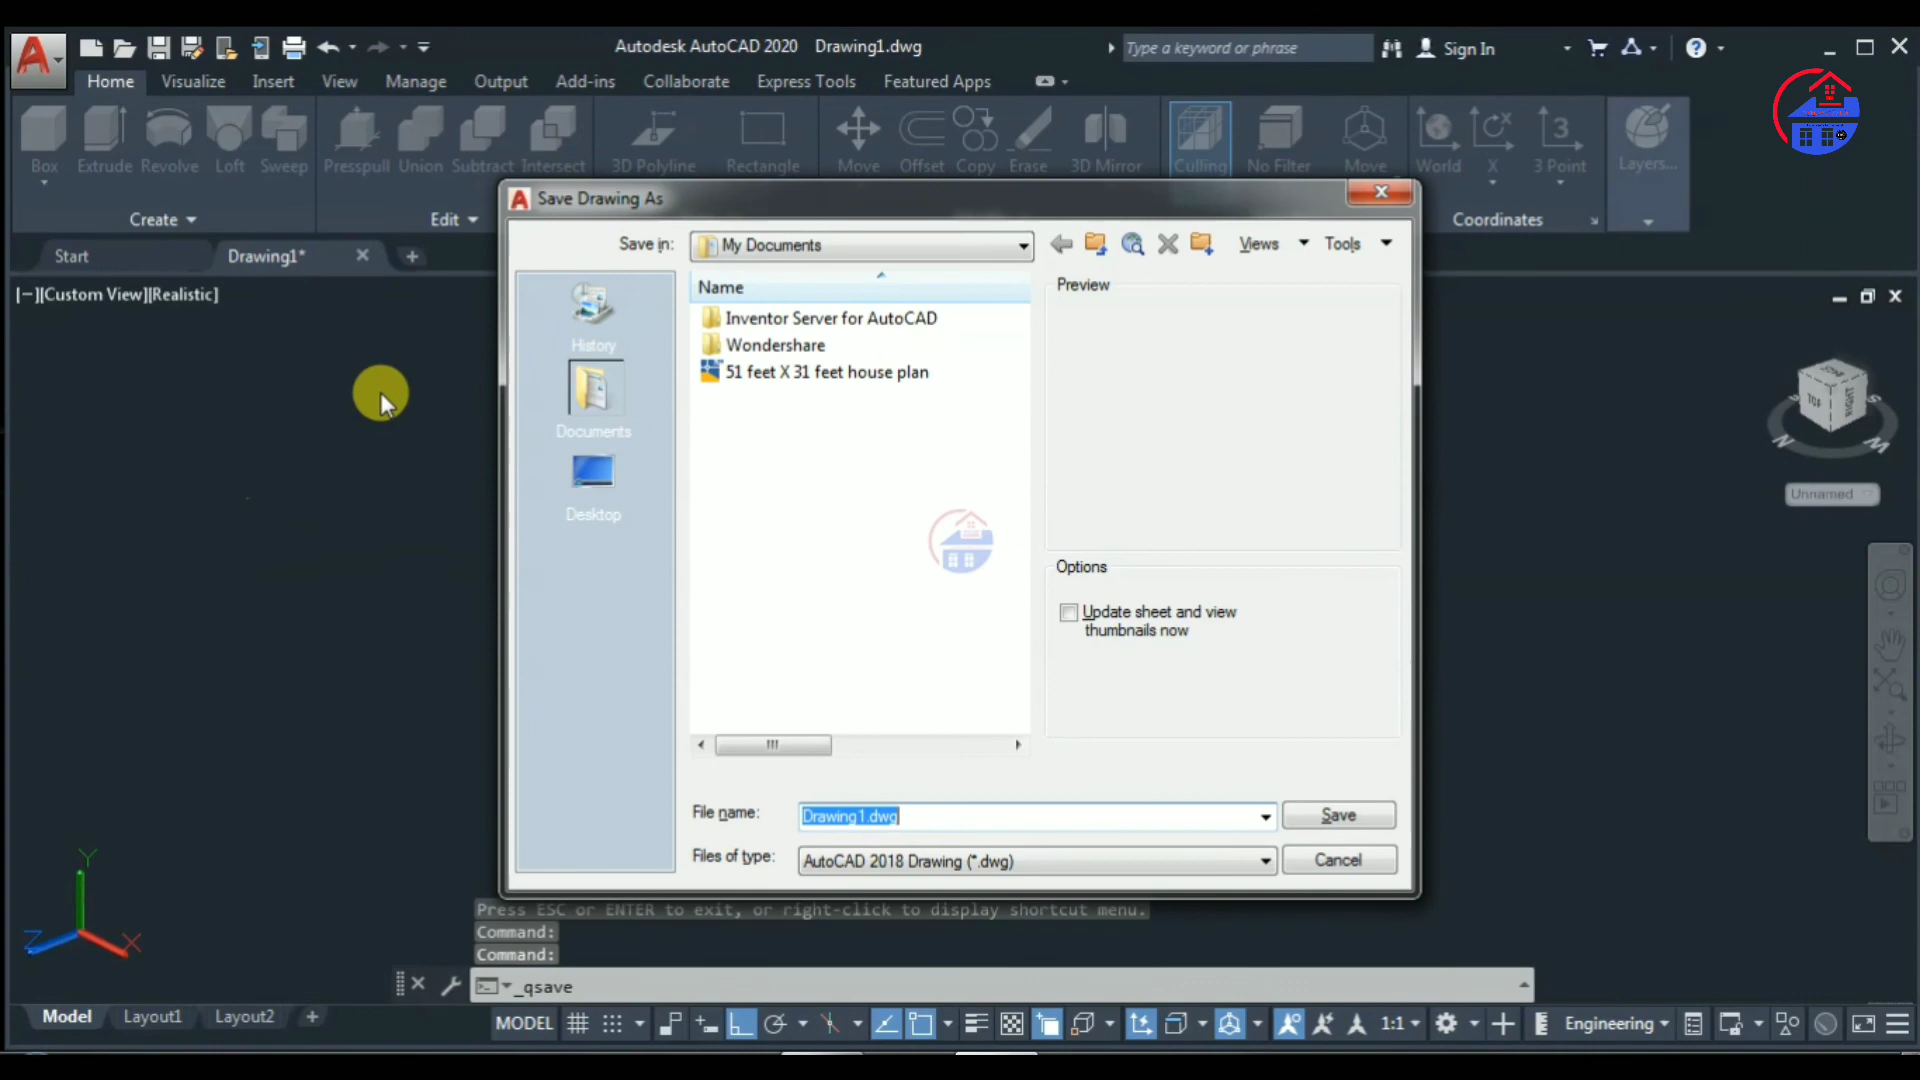 Autodesk AutoCAD 2020 Drawing1.dwg
Type a keyword or phrase
Sign In
Home Visualize Insert View Manage Output Add-ins Collaborate Express Tools Featured Apps
Box Extrude Revolve Loft Sweep Presspull Union Subtract Intersect 3D Polyline Rectangle Move Offset Copy Erase 3D Mirror Culling No Filter Move World X 3 Point Layers...
Create Edit Coordinates
Start Drawing1*
[−][Custom View][Realistic]
Save Drawing As
Save in: My Documents Views Tools
Name
Preview
Inventor Server for AutoCAD
Wondershare
51 feet X 31 feet house plan
History
Documents
Desktop
Options
Update sheet and view
thumbnails now
File name: Drawing1.dwg Save
Files of type: AutoCAD 2018 Drawing (*.dwg) Cancel
TOP RIGHT
Unnamed
Y
Z X
Press ESC or ENTER to exit, or right-click to display shortcut menu.
Command:
Command:
_qsave
Model Layout1 Layout2
MODEL 1:1 Engineering